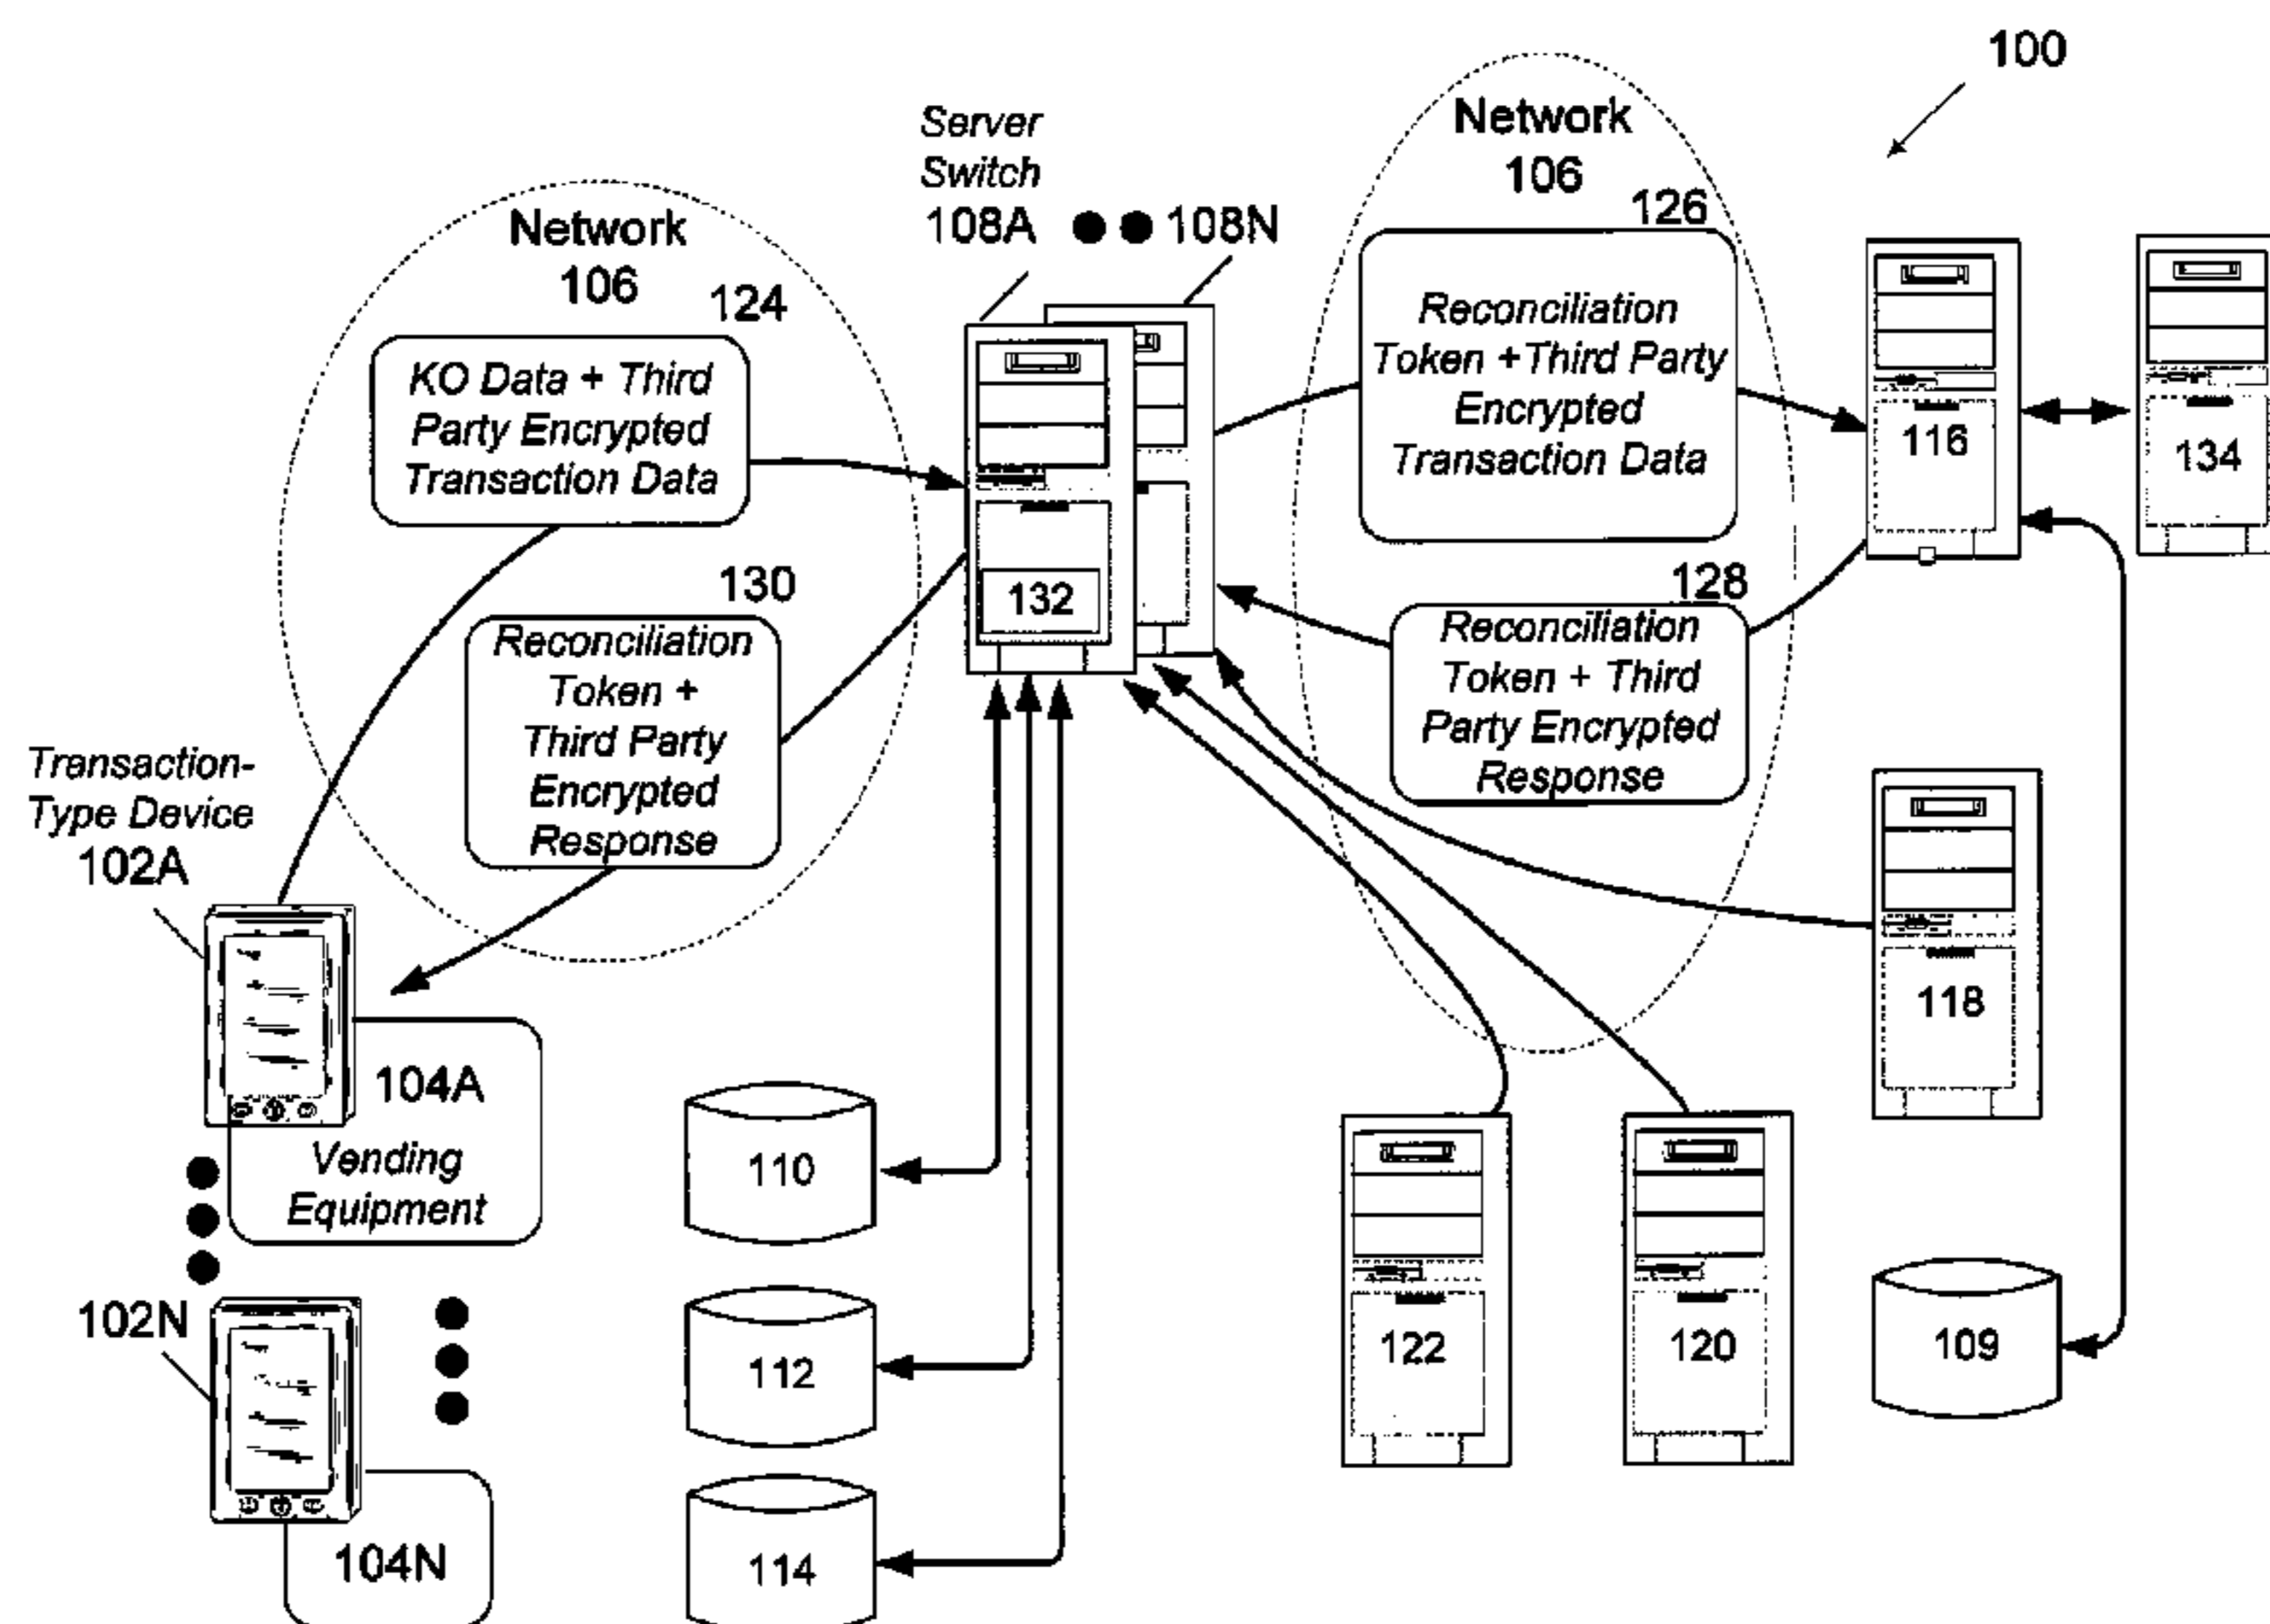 100
Server
Switch
108A
108N
Network
106
124
KO Data + Third
Party Encrypted
Transaction Data
130
Reconciliation
Token +
Third Party
Encrypted
Response
132
Network
106
126
Reconciliation
Token +Third Party
Encrypted
Transaction Data
128
Reconciliation
Token + Third
Party Encrypted
Response
116
134
Transaction-
Type Device
102A
104A
Vending
Equipment
102N
104N
110
112
114
118
122
120
109